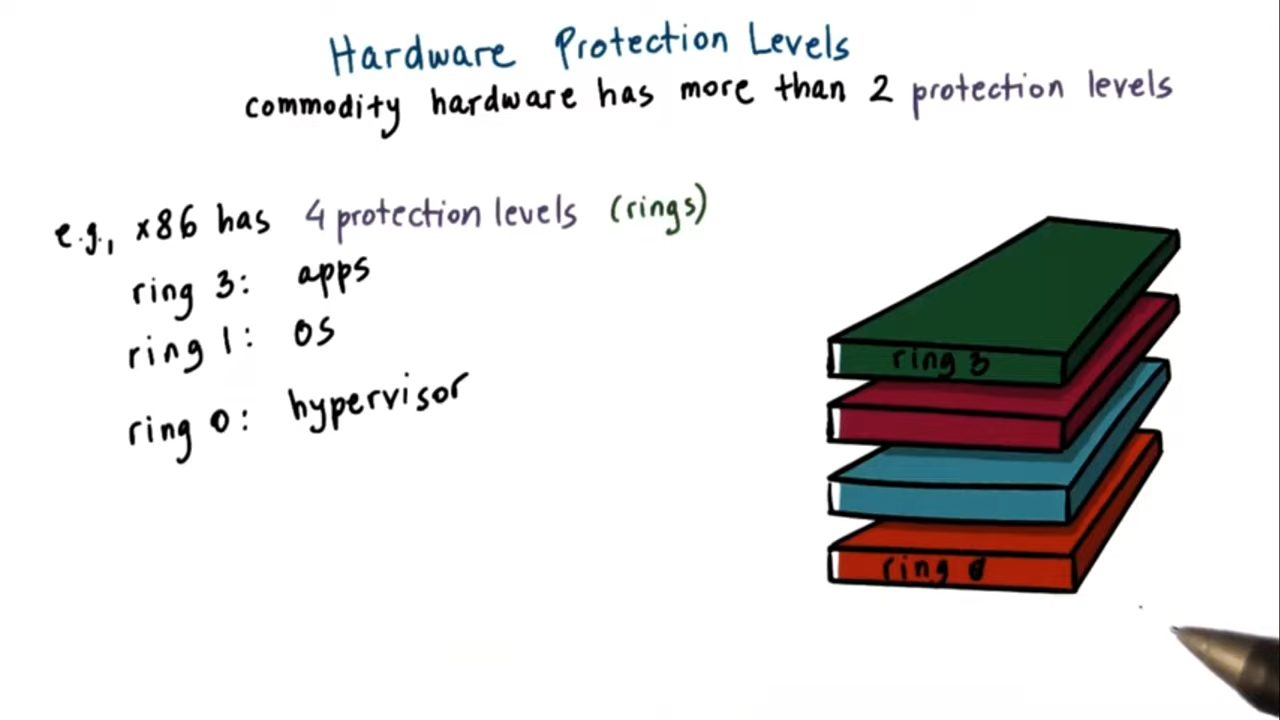 Hardware Protection Levels
commodity hardware has more than 2 protection levels
e.g., x86 has 4 protection levels (rings)
ring 3: apps
ring 1: OS
ring 0: hypervisor
ring 3
ring 0